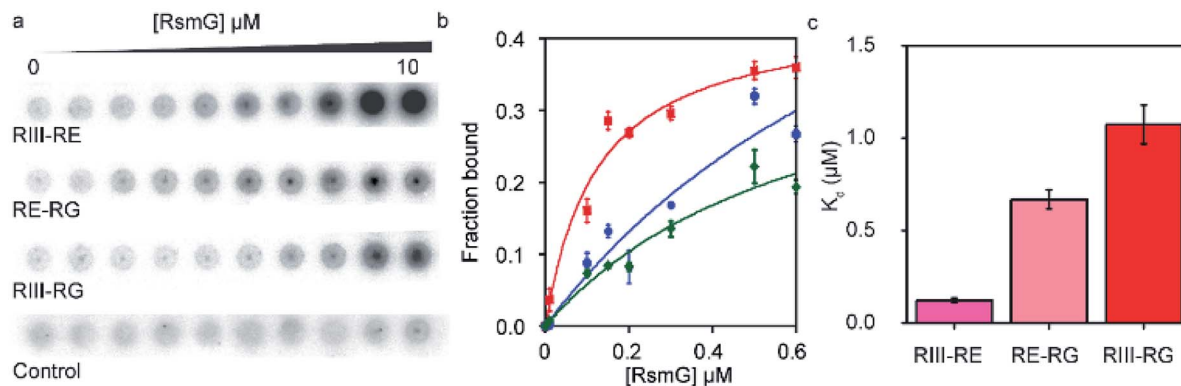 a
[RsmG] µM
0
10
RIII-RE
RE-RG
RIII-RG
Control
b
Fraction bound
0.4
0.3
0.2
0.1
0.0
0
0.2
0.4
0.6
[RsmG] µM
c
K_d (µM)
1.5
1.0
0.5
0.0
RIII-RE
RE-RG
RIII-RG